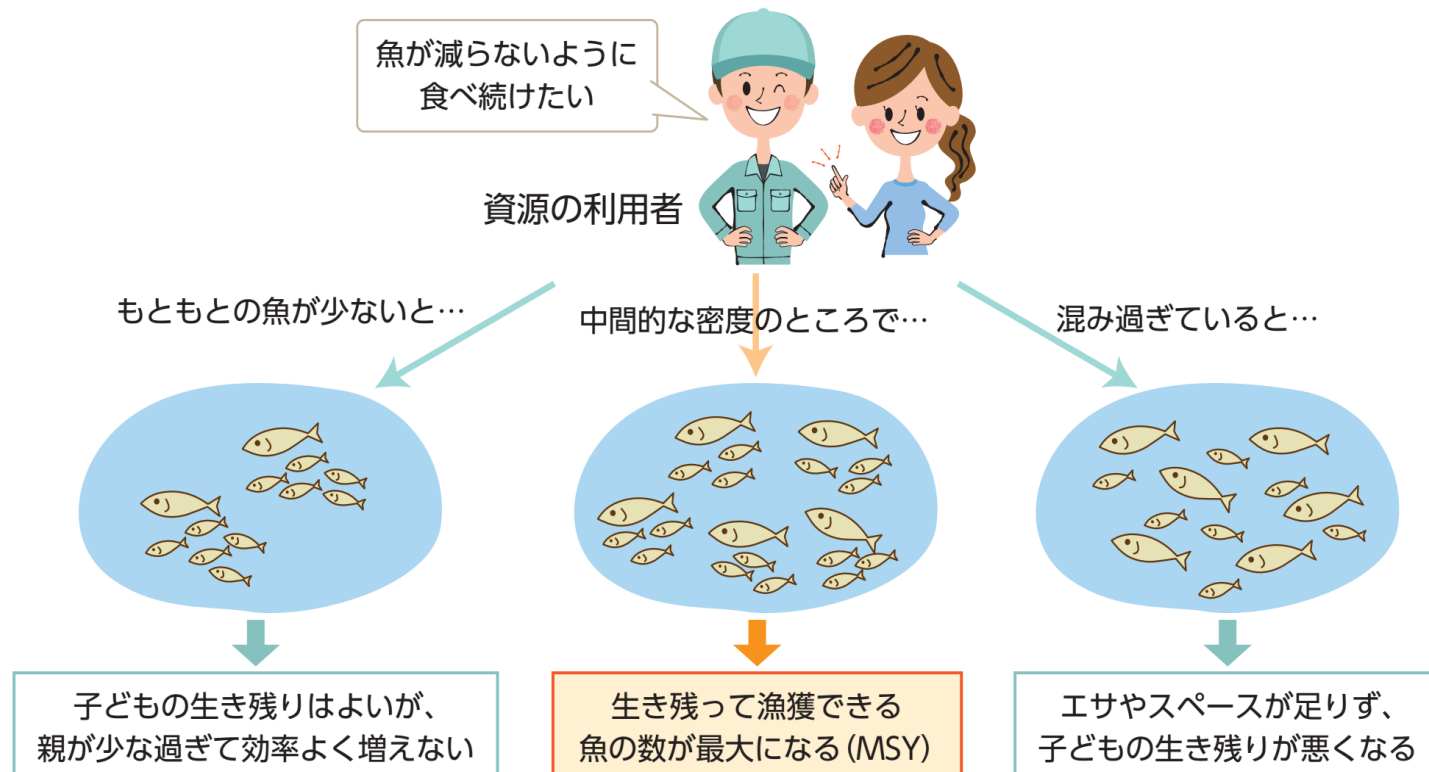 魚が減らないように
食べ続けたい
資源の利用者
もともとの魚が少ないと…
中間的な密度のところで…
混み過ぎていると…
子どもの生き残りはよいが、
親が少な過ぎて効率よく増えない
生き残って漁獲できる
魚の数が最大になる(MSY)
エサやスペースが足りず、
子どもの生き残りが悪くなる